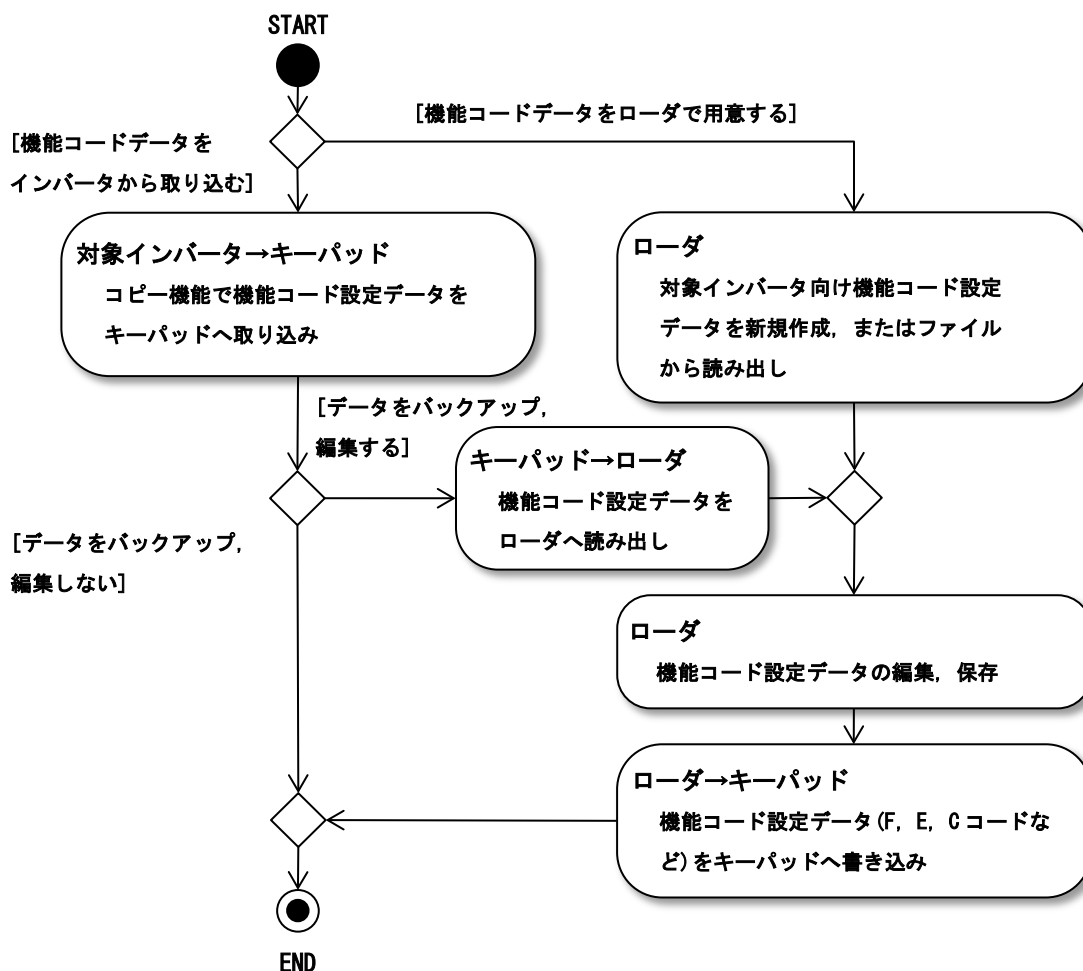 START
[機能コードデータをローダで用意する]
[機能コードデータを
インバータから取り込む]
対象インバータ→キーパッド
コピー機能で機能コード設定データを
キーパッドへ取り込み
ローダ
対象インバータ向け機能コード設定
データを新規作成, またはファイル
から読み出し
[データをバックアップ,
編集する]
キーパッド→ローダ
機能コード設定データを
ローダへ読み出し
[データをバックアップ,
編集しない]
ローダ
機能コード設定データの編集, 保存
ローダ→キーパッド
機能コード設定データ(F, E, Cコードな
ど)をキーパッドへ書き込み
END